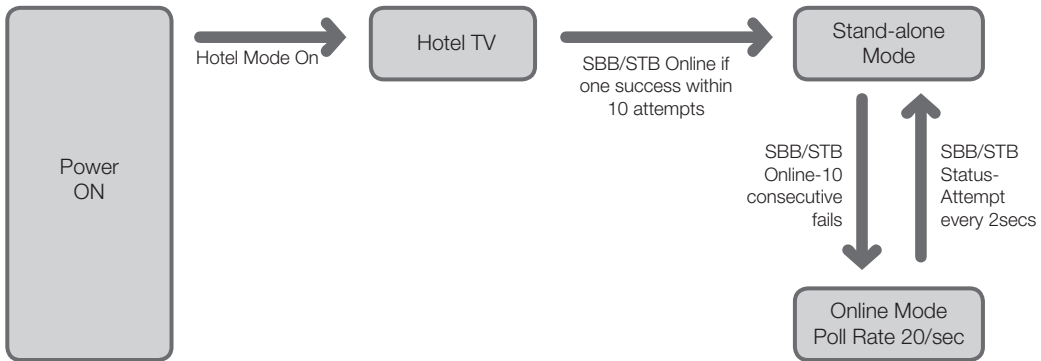 Power
ON
Hotel Mode On
Hotel TV
SBB/STB Online if
one success within
10 attempts
Stand-alone
Mode
SBB/STB
Online-10
consecutive
fails
SBB/STB
Status-
Attempt
every 2secs
Online Mode
Poll Rate 20/sec